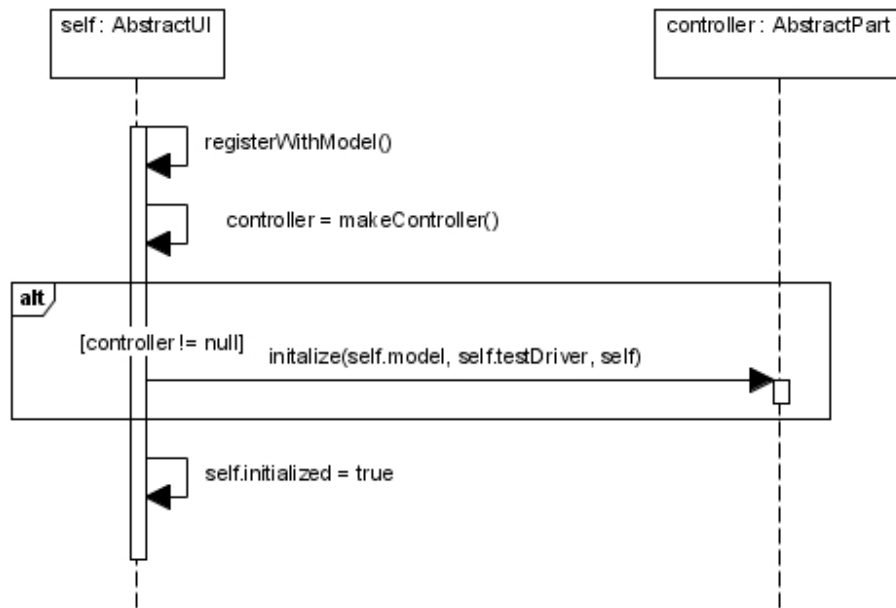 self : AbstractUI
controller : AbstractPart
registerWithModel()
controller = makeController()
alt
[controller != null]
initalize(self.model, self.testDriver, self)
self.initialized = true